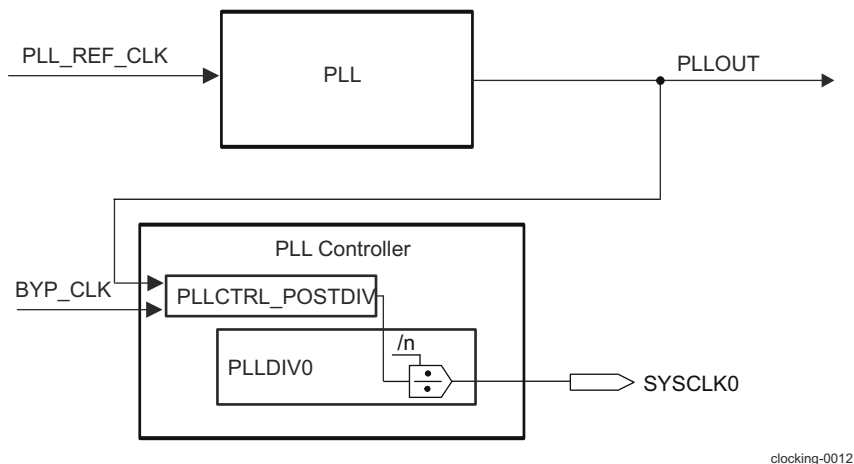 PLL_REF_CLK
PLL
PLLOUT
PLL Controller
BYP_CLK
PLLCTRL_POSTDIV
/n
PLLDIV0
SYSCLK0
clocking-0012